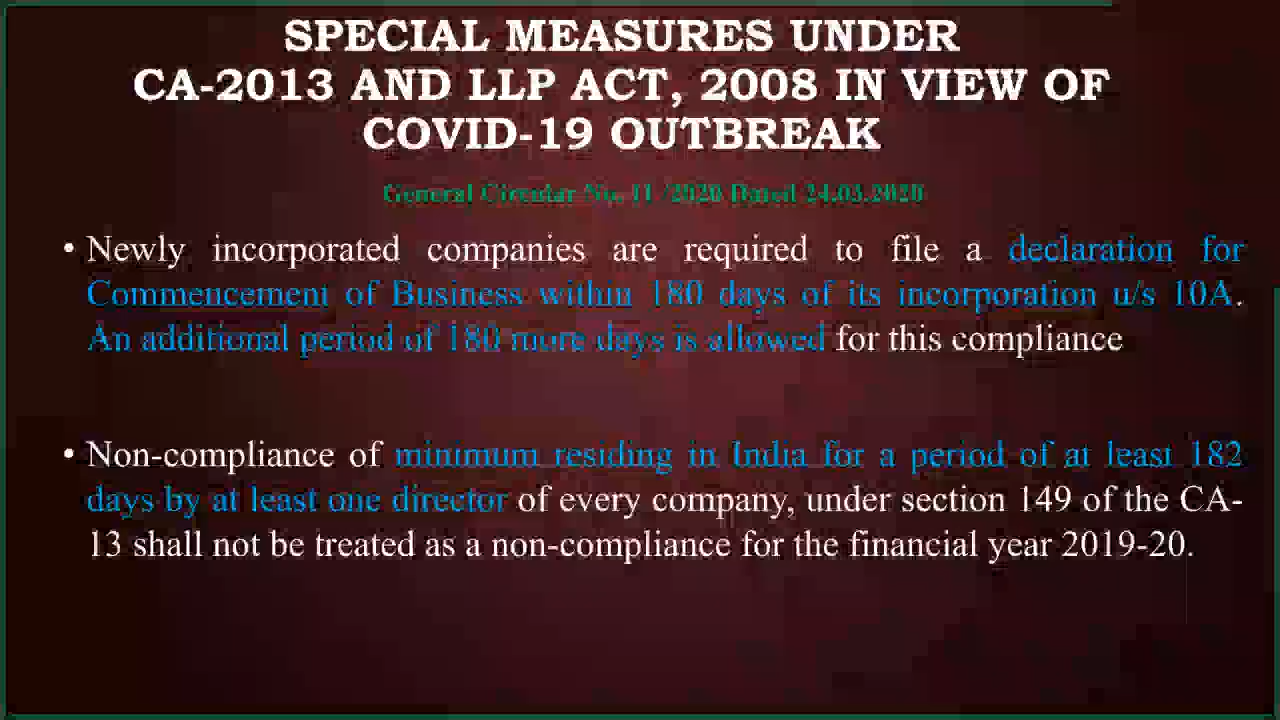 SPECIAL MEASURES UNDER
CA-2013 AND LLP ACT, 2008 IN VIEW OF
COVID-19 OUTBREAK
General Circular No. 11 /2020 Dated 24.03.2020
• Newly incorporated companies are required to file a declaration for
Commencement of Business within 180 days of its incorporation u/s 10A.
An additional period of 180 more days is allowed for this compliance
• Non-compliance of minimum residing in India for a period of at least 182
days by at least one director of every company, under section 149 of the CA-
13 shall not be treated as a non-compliance for the financial year 2019-20.